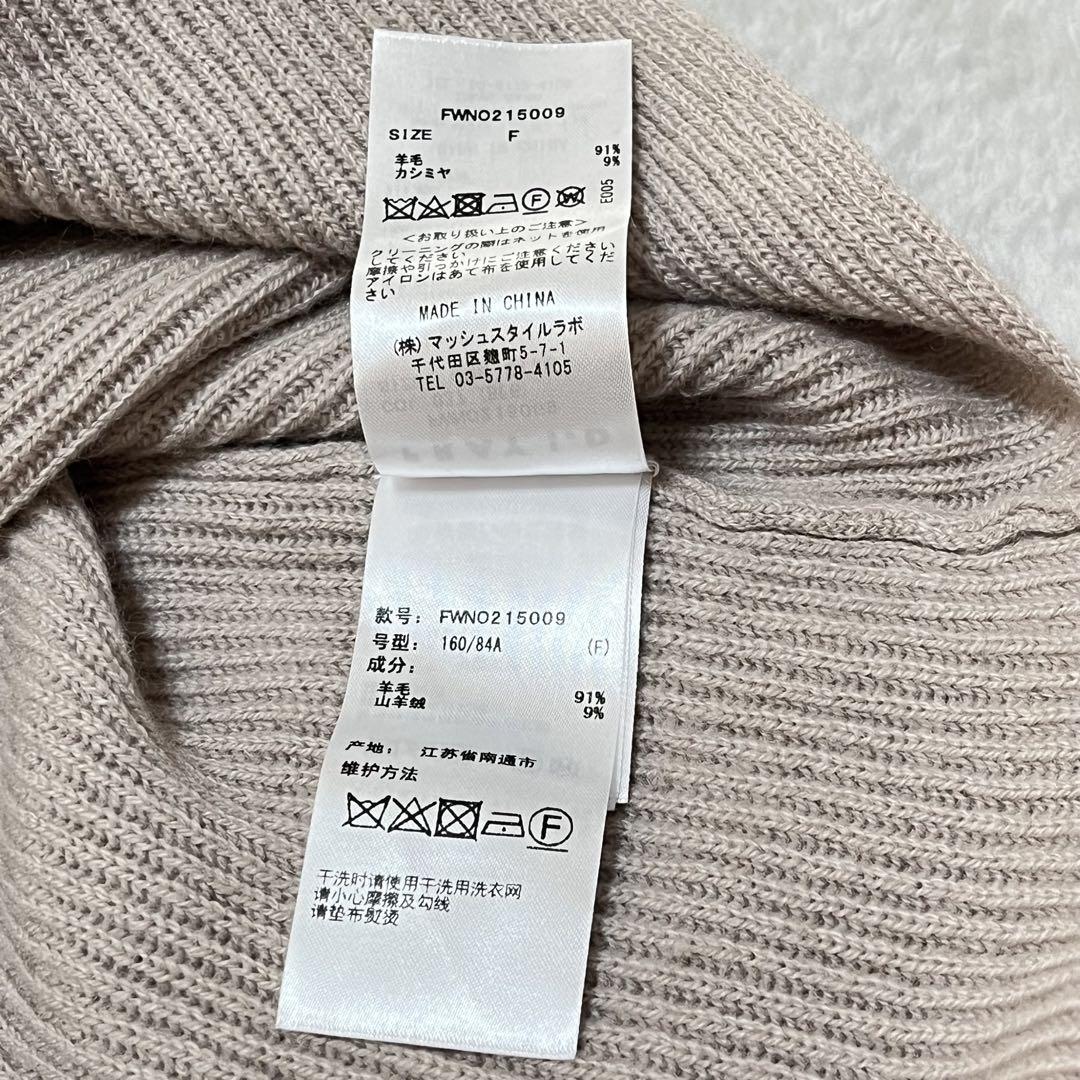 FWNO215009
SIZE F
羊毛 91%
カシミヤ 9%
E005
F W
<お取り扱い上のご注意>
クリーニングの際はネットを使用
してください
摩擦や引っかけにご注意ください
アイロンはあて布を使用してくだ
さい
MADE IN CHINA
(株)マッシュスタイルラボ
千代田区麹町5-7-1
TEL 03-5778-4105
款号: FWNO215009
号型: 160/84A (F)
成分:
羊毛 91%
山羊绒 9%
产地: 江苏省南通市
维护方法
F
干洗时请使用干洗用洗衣网
请小心摩擦及勾线
请垫布熨烫